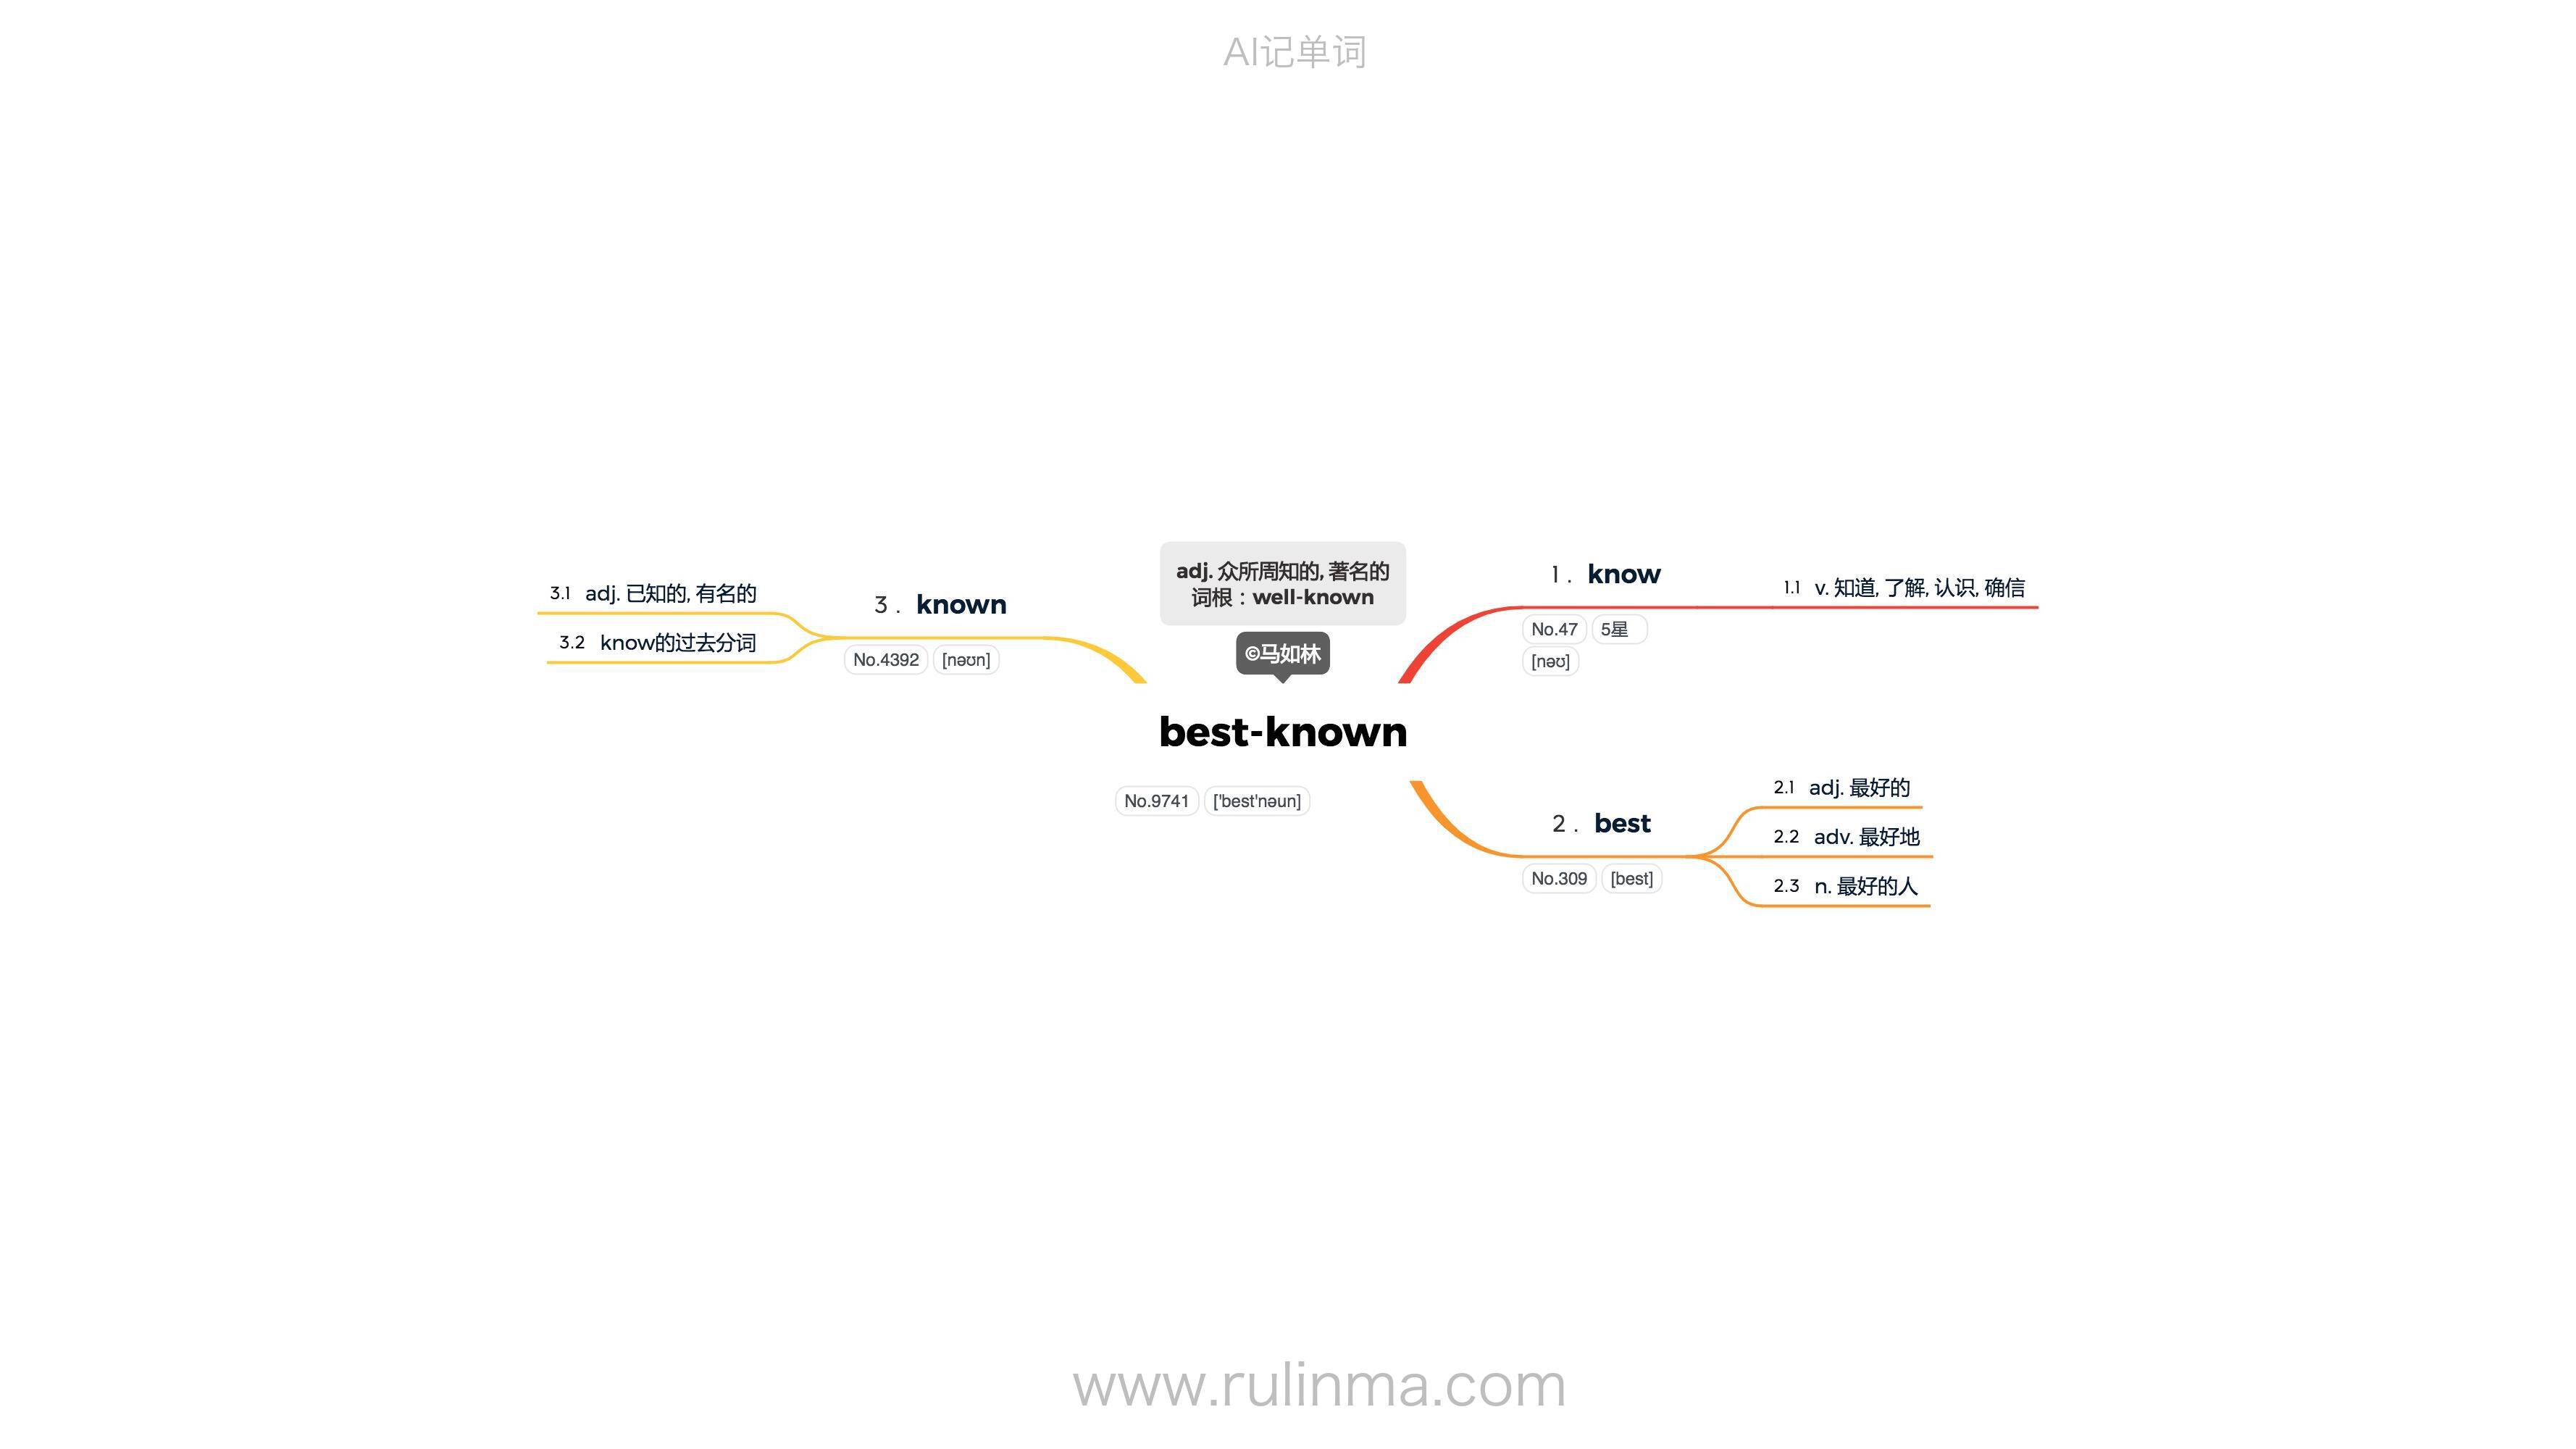 AI记单词
adj. 众所周知的, 著名的
词根：well-known
©马如林
best-known
No.9741 ['best'nəun]
1. know
No.47 5星
[nəʊ]
1.1 v. 知道, 了解, 认识, 确信
2. best
No.309 [best]
2.1 adj. 最好的
2.2 adv. 最好地
2.3 n. 最好的人
3. known
No.4392 [nəʊn]
3.1 adj. 已知的, 有名的
3.2 know的过去分词
www.rulinma.com